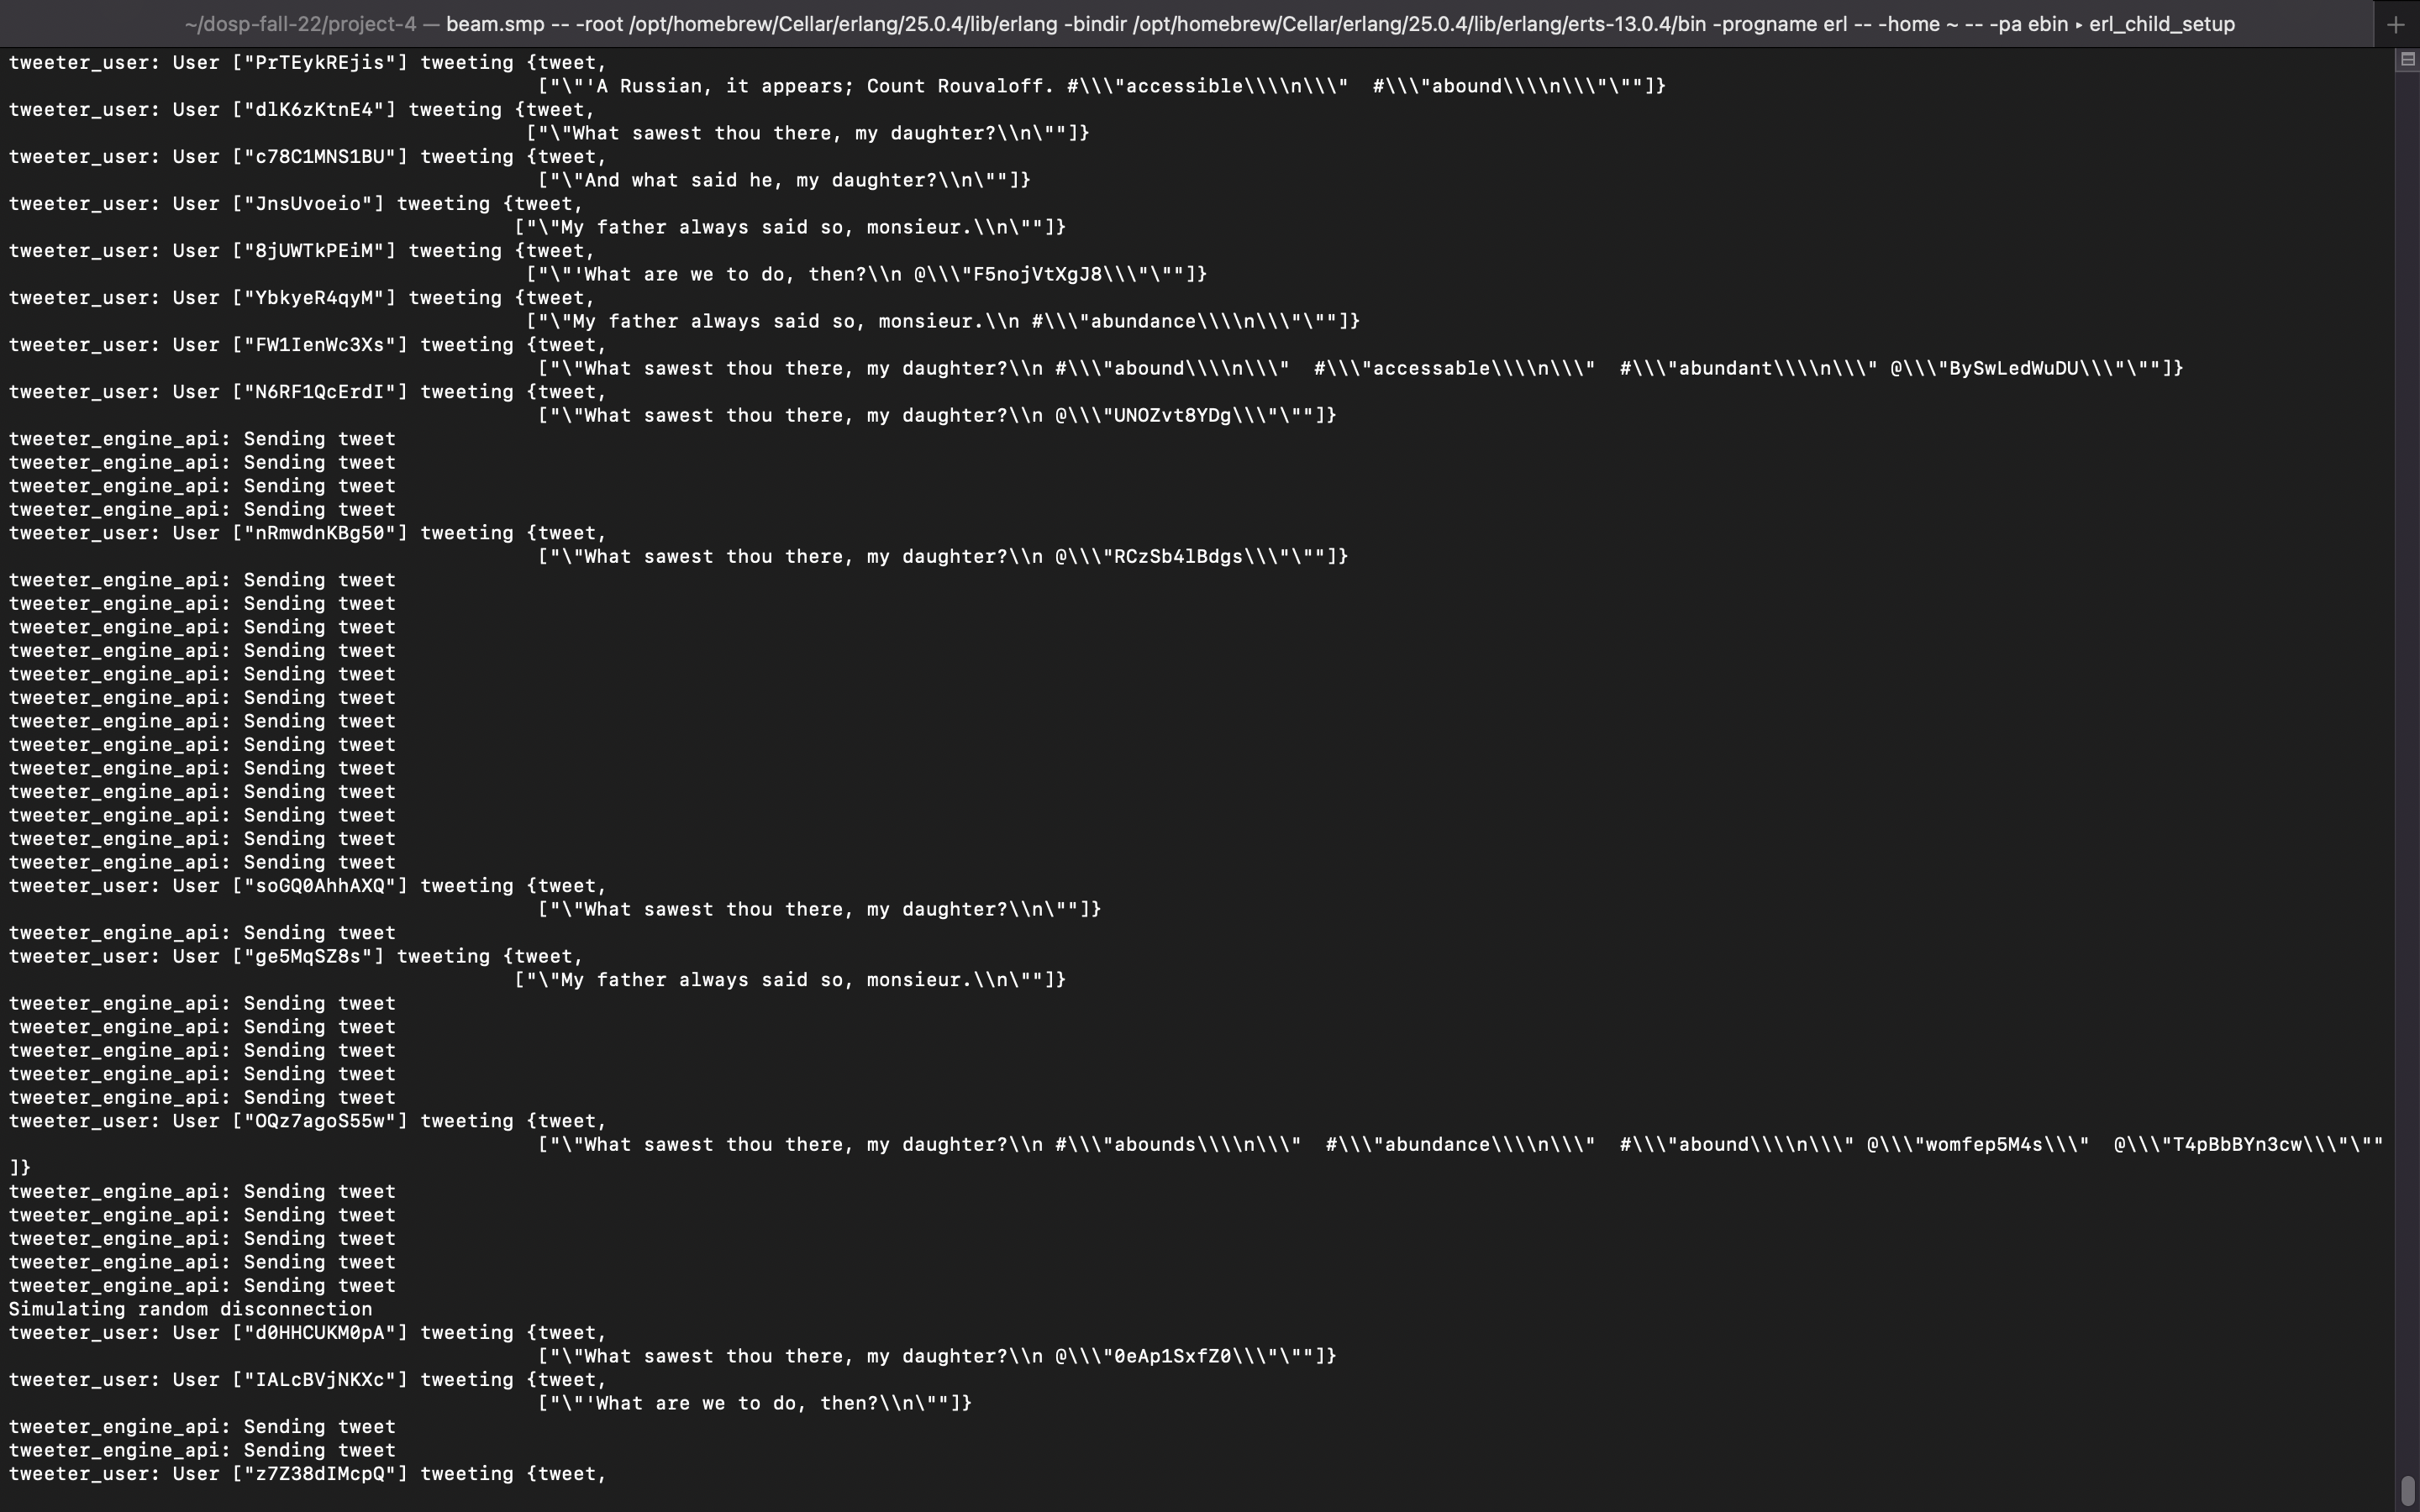 ~/dosp-fall-22/project-4 — beam.smp -- -root /opt/homebrew/Cellar/erlang/25.0.4/lib/erlang -bindir /opt/homebrew/Cellar/erlang/25.0.4/lib/erlang/erts-13.0.4/bin -progname erl -- -home ~ -- -pa ebin ▸ erl_child_setup
tweeter_user: User ["PrTEykREjis"] tweeting {tweet,
["\"'A Russian, it appears; Count Rouvaloff. #\\\"accessible\\\\n\\\"  #\\\"abound\\\\n\\\"\""]}
tweeter_user: User ["dlK6zKtnE4"] tweeting {tweet,
["\"What sawest thou there, my daughter?\\n\""]}
tweeter_user: User ["c78C1MNS1BU"] tweeting {tweet,
["\"And what said he, my daughter?\\n\""]}
tweeter_user: User ["JnsUvoeio"] tweeting {tweet,
["\"My father always said so, monsieur.\\n\""]}
tweeter_user: User ["8jUWTkPEiM"] tweeting {tweet,
["\"'What are we to do, then?\\n @\\\"F5nojVtXgJ8\\\"\""]}
tweeter_user: User ["YbkyeR4qyM"] tweeting {tweet,
["\"My father always said so, monsieur.\\n #\\\"abundance\\\\n\\\"\""]}
tweeter_user: User ["FW1IenWc3Xs"] tweeting {tweet,
["\"What sawest thou there, my daughter?\\n #\\\"abound\\\\n\\\"  #\\\"accessable\\\\n\\\"  #\\\"abundant\\\\n\\\" @\\\"BySwLedWuDU\\\"\""]}
tweeter_user: User ["N6RF1QcErdI"] tweeting {tweet,
["\"What sawest thou there, my daughter?\\n @\\\"UNOZvt8YDg\\\"\""]}
tweeter_engine_api: Sending tweet
tweeter_engine_api: Sending tweet
tweeter_engine_api: Sending tweet
tweeter_engine_api: Sending tweet
tweeter_user: User ["nRmwdnKBg50"] tweeting {tweet,
["\"What sawest thou there, my daughter?\\n @\\\"RCzSb4lBdgs\\\"\""]}
tweeter_engine_api: Sending tweet
tweeter_engine_api: Sending tweet
tweeter_engine_api: Sending tweet
tweeter_engine_api: Sending tweet
tweeter_engine_api: Sending tweet
tweeter_engine_api: Sending tweet
tweeter_engine_api: Sending tweet
tweeter_engine_api: Sending tweet
tweeter_engine_api: Sending tweet
tweeter_engine_api: Sending tweet
tweeter_engine_api: Sending tweet
tweeter_engine_api: Sending tweet
tweeter_engine_api: Sending tweet
tweeter_user: User ["soGQ0AhhAXQ"] tweeting {tweet,
["\"What sawest thou there, my daughter?\\n\""]}
tweeter_engine_api: Sending tweet
tweeter_user: User ["ge5MqSZ8s"] tweeting {tweet,
["\"My father always said so, monsieur.\\n\""]}
tweeter_engine_api: Sending tweet
tweeter_engine_api: Sending tweet
tweeter_engine_api: Sending tweet
tweeter_engine_api: Sending tweet
tweeter_engine_api: Sending tweet
tweeter_user: User ["OQz7agoS55w"] tweeting {tweet,
["\"What sawest thou there, my daughter?\\n #\\\"abounds\\\\n\\\"  #\\\"abundance\\\\n\\\"  #\\\"abound\\\\n\\\" @\\\"womfep5M4s\\\"  @\\\"T4pBbBYn3cw\\\"\""
]}
tweeter_engine_api: Sending tweet
tweeter_engine_api: Sending tweet
tweeter_engine_api: Sending tweet
tweeter_engine_api: Sending tweet
tweeter_engine_api: Sending tweet
Simulating random disconnection
tweeter_user: User ["d0HHCUKM0pA"] tweeting {tweet,
["\"What sawest thou there, my daughter?\\n @\\\"0eAp1SxfZ0\\\"\""]}
tweeter_user: User ["IALcBVjNKXc"] tweeting {tweet,
["\"'What are we to do, then?\\n\""]}
tweeter_engine_api: Sending tweet
tweeter_engine_api: Sending tweet
tweeter_user: User ["z7Z38dIMcpQ"] tweeting {tweet,